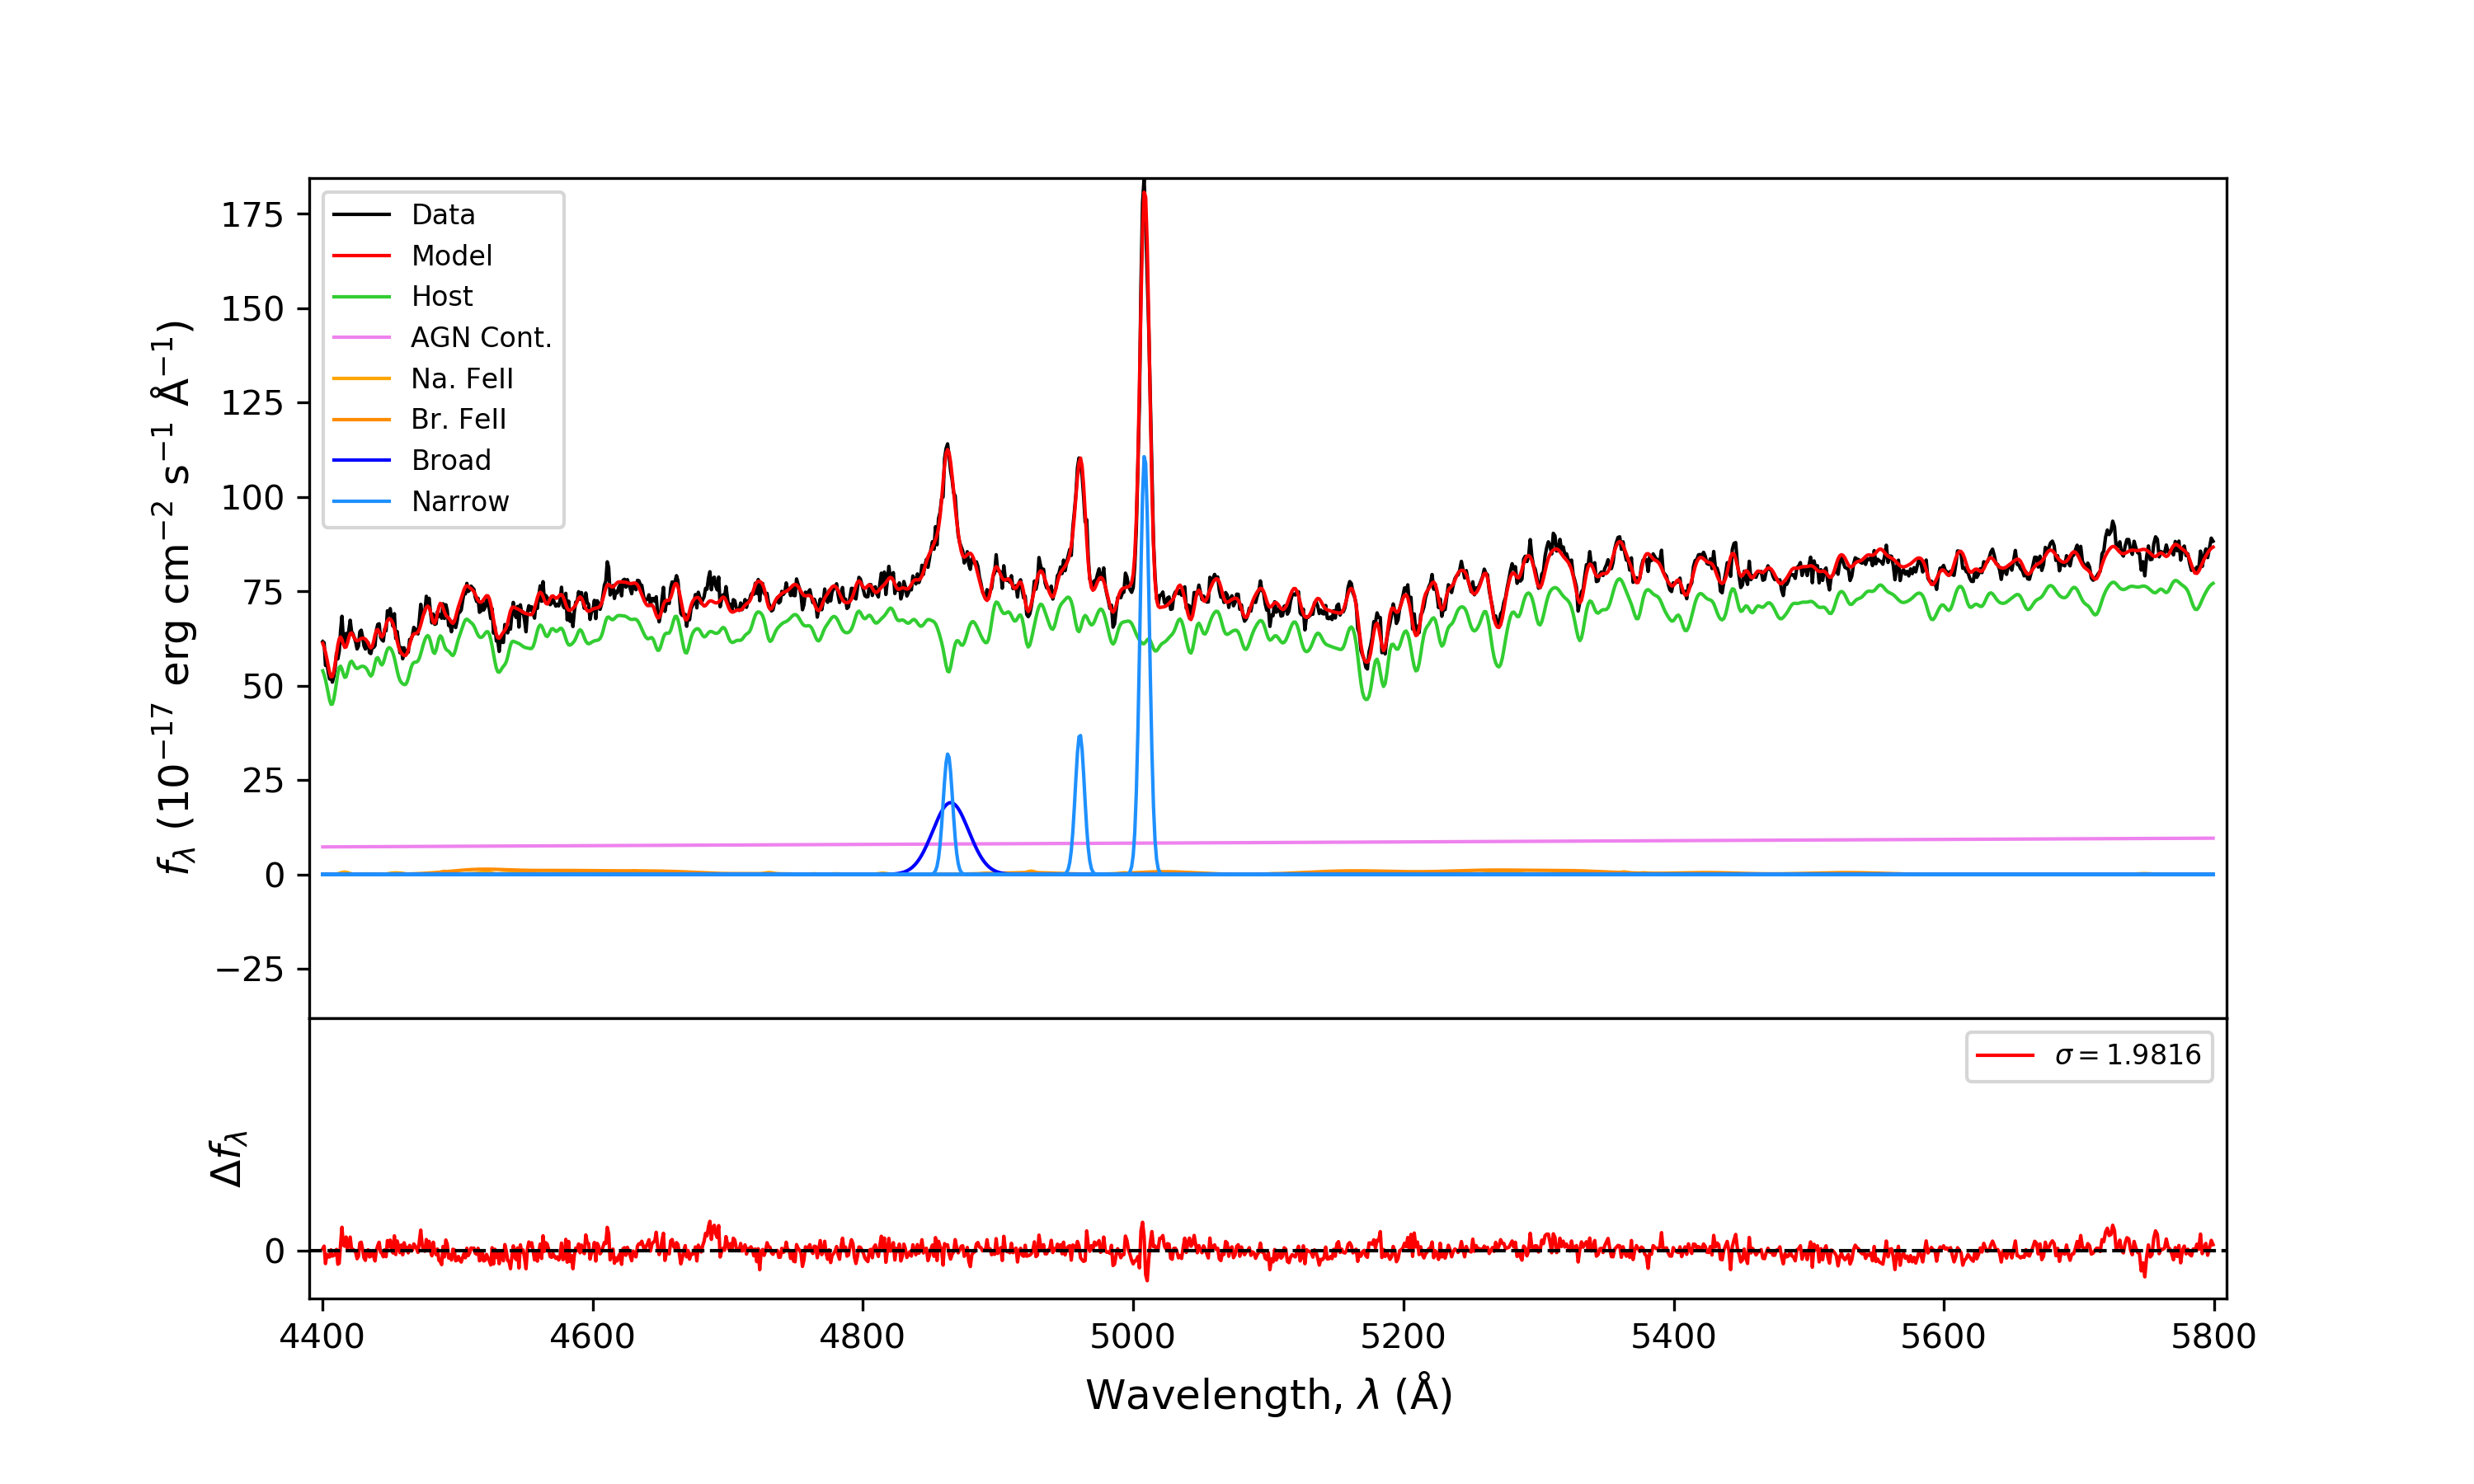 175
150
125
100
75
50
25
0
−25
f_λ (10⁻¹⁷ erg cm⁻² s⁻¹ Å⁻¹)
Data
Model
Host
AGN Cont.
Na. FeII
Br. FeII
Broad
Narrow
σ = 1.9816
Δf_λ
0
4400 4600 4800 5000 5200 5400 5600 5800
Wavelength, λ (Å)